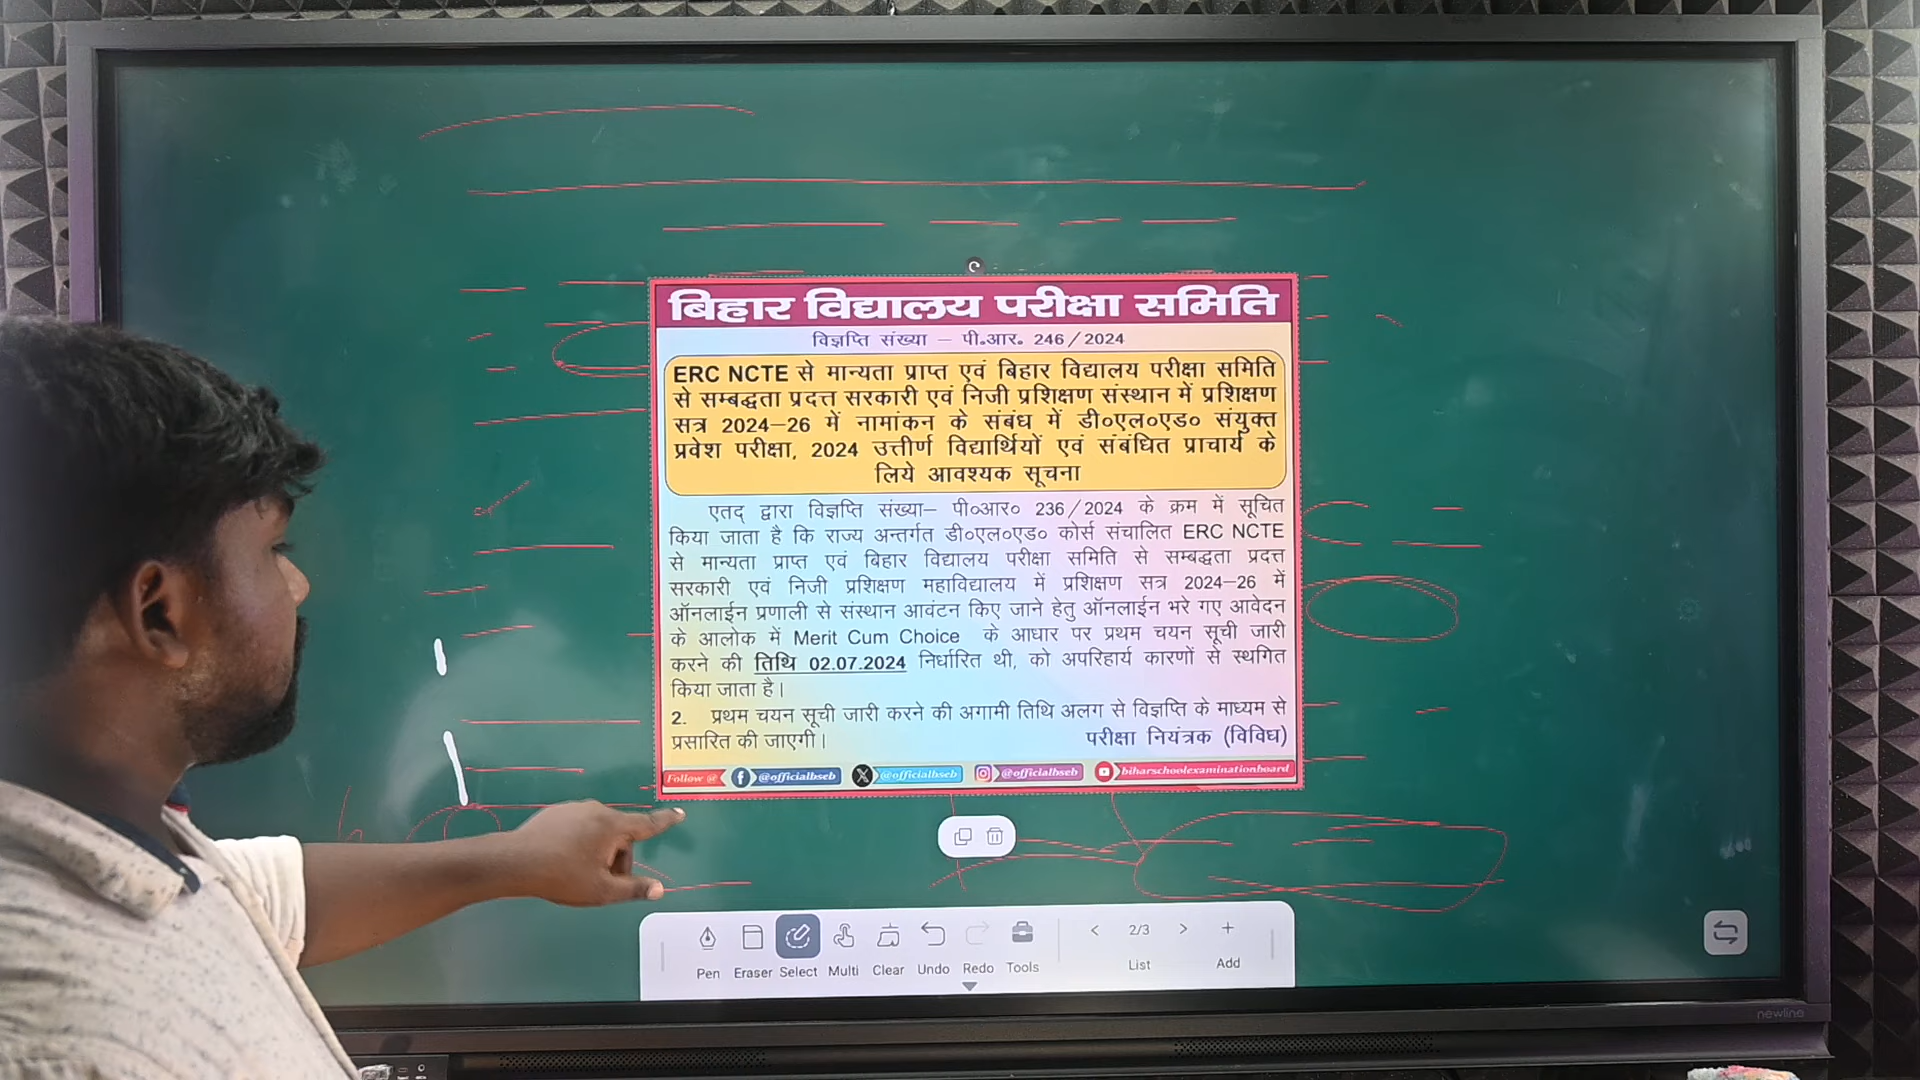 बिहार विद्यालय परीक्षा समिति
विज्ञप्ति संख्या – पी०आर० 246/2024
ERC NCTE से मान्यता प्राप्त एवं बिहार विद्यालय परीक्षा समिति
से सम्बद्धता प्रदत्त सरकारी एवं निजी प्रशिक्षण संस्थान में प्रशिक्षण
सत्र 2024–26 में नामांकन के संबंध में डी०एल०एड० संयुक्त
प्रवेश परीक्षा, 2024 उत्तीर्ण विद्यार्थियों एवं संबंधित प्राचार्य के
लिये आवश्यक सूचना
एतद् द्वारा विज्ञप्ति संख्या– पी०आर० 236/2024 के क्रम में सूचित
किया जाता है कि राज्य अन्तर्गत डी०एल०एड० कोर्स संचालित ERC NCTE
से मान्यता प्राप्त एवं बिहार विद्यालय परीक्षा समिति से सम्बद्धता प्रदत्त
सरकारी एवं निजी प्रशिक्षण महाविद्यालय में प्रशिक्षण सत्र 2024–26 में
ऑनलाईन प्रणाली से संस्थान आवंटन किए जाने हेतु ऑनलाईन भरे गए आवेदन
के आलोक में Merit Cum Choice के आधार पर प्रथम चयन सूची जारी
करने की तिथि 02.07.2024 निर्धारित थी, को अपरिहार्य कारणों से स्थगित
किया जाता है।
2. प्रथम चयन सूची जारी करने की अगामी तिथि अलग से विज्ञप्ति के माध्यम से
प्रसारित की जाएगी। परीक्षा नियंत्रक (विविध)
Follow @ @officialbseb @officialbseb @officialbseb biharschoolexaminationboard
2/3
Pen Eraser Select Multi Clear Undo Redo Tools List Add
newline